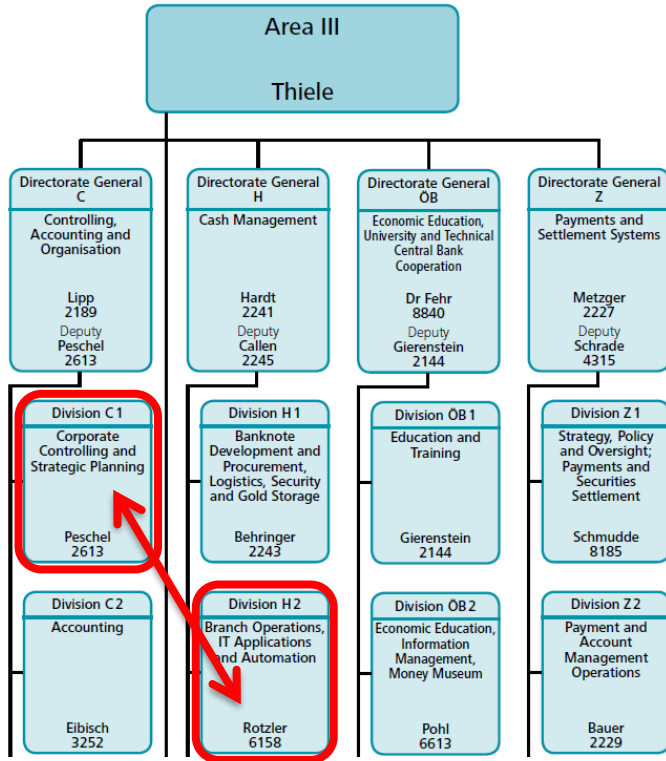 Area III
Thiele
Directorate General
C
Controlling,
Accounting and
Organisation
Lipp
2189
Deputy
Peschel
2613
Directorate General
H
Cash Management
Hardt
2241
Deputy
Callen
2245
Directorate General
ÖB
Economic Education,
University and Technical
Central Bank
Cooperation
Dr Fehr
8840
Deputy
Gierenstein
2144
Directorate General
Z
Payments and
Settlement Systems
Metzger
2227
Deputy
Schrade
4315
Division C 1
Corporate
Controlling and
Strategic Planning
Peschel
2613
Division H 1
Banknote
Development and
Procurement,
Logistics, Security
and Gold Storage
Behringer
2243
Division ÖB 1
Education and
Training
Gierenstein
2144
Division Z 1
Strategy, Policy
and Oversight;
Payments and
Securities
Settlement
Schmudde
8185
Division C 2
Accounting
Eibisch
3252
Division H 2
Branch Operations,
IT Applications
and Automation
Rotzler
6158
Division ÖB 2
Economic Education,
Information
Management,
Money Museum
Pohl
6613
Division Z 2
Payment and
Account
Management
Operations
Bauer
2229